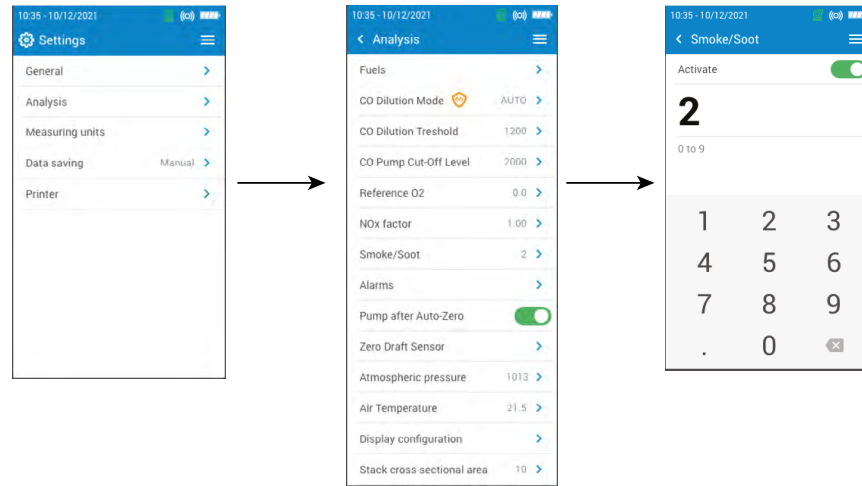 10:35 - 10/12/2021
Settings
General
Analysis
Measuring units
Data saving Manual
Printer
10:35 - 10/12/2021
Analysis
Fuels
CO Dilution Mode AUTO
CO Dilution Treshold 1200
CO Pump Cut-Off Level 2000
Reference O2 0.0
NOx factor 1.00
Smoke/Soot 2
Alarms
Pump after Auto-Zero
Zero Draft Sensor
Atmospheric pressure 1013
Air Temperature 21.5
Display configuration
Stack cross-sectional area 10
10:35 - 10/12/2021
Smoke/Soot
Activate
2
0 to 9
1 2 3
4 5 6
7 8 9
. 0